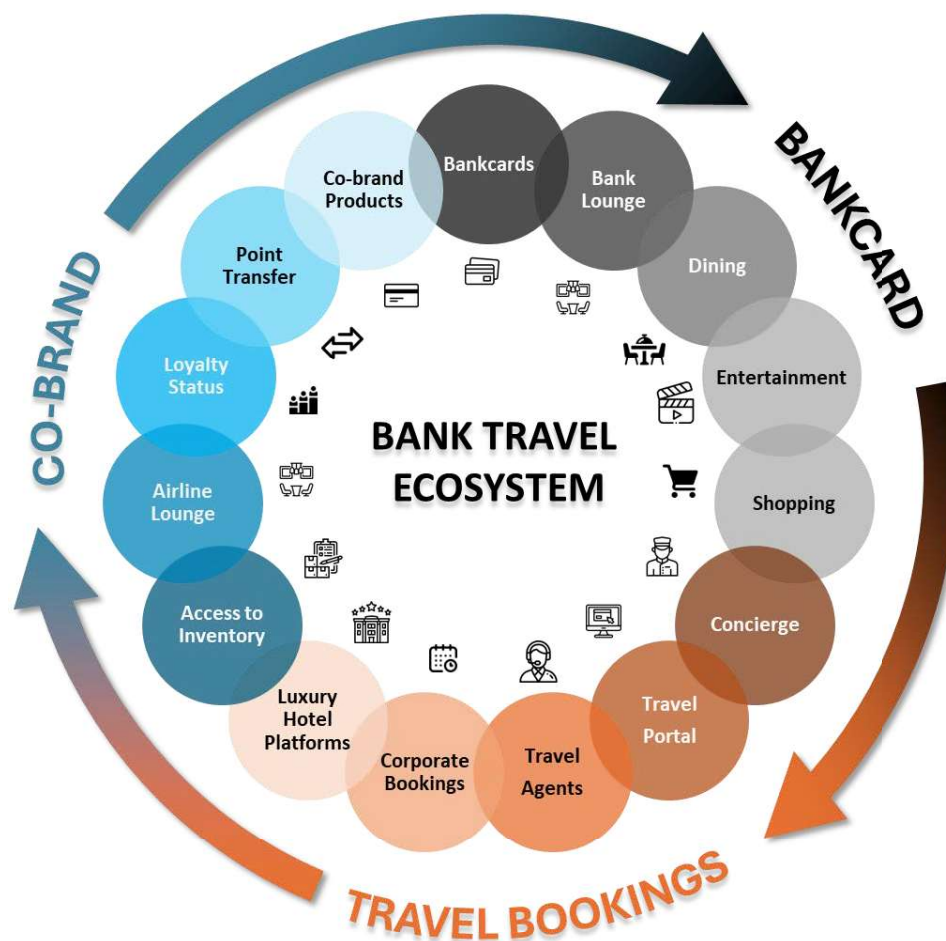 BANK TRAVEL
ECOSYSTEM
BANKCARD
TRAVEL BOOKINGS
CO-BRAND
Bankcards
Bank
Lounge
Dining
Entertainment
Shopping
Concierge
Travel
Portal
Travel
Agents
Corporate
Bookings
Luxury
Hotel
Platforms
Access to
Inventory
Airline
Lounge
Loyalty
Status
Point
Transfer
Co-brand
Products